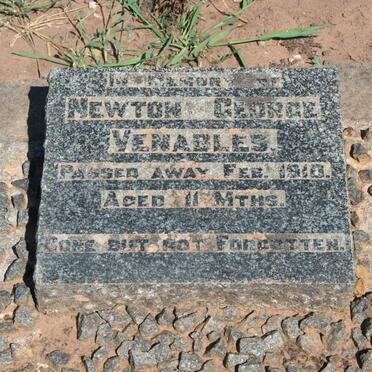 IN MEMORY OF
NEWTON GEORGE
VENABLES.
PASSED AWAY FEB. 1910.
AGED 11 MTHS.
GONE BUT NOT FORGOTTEN.